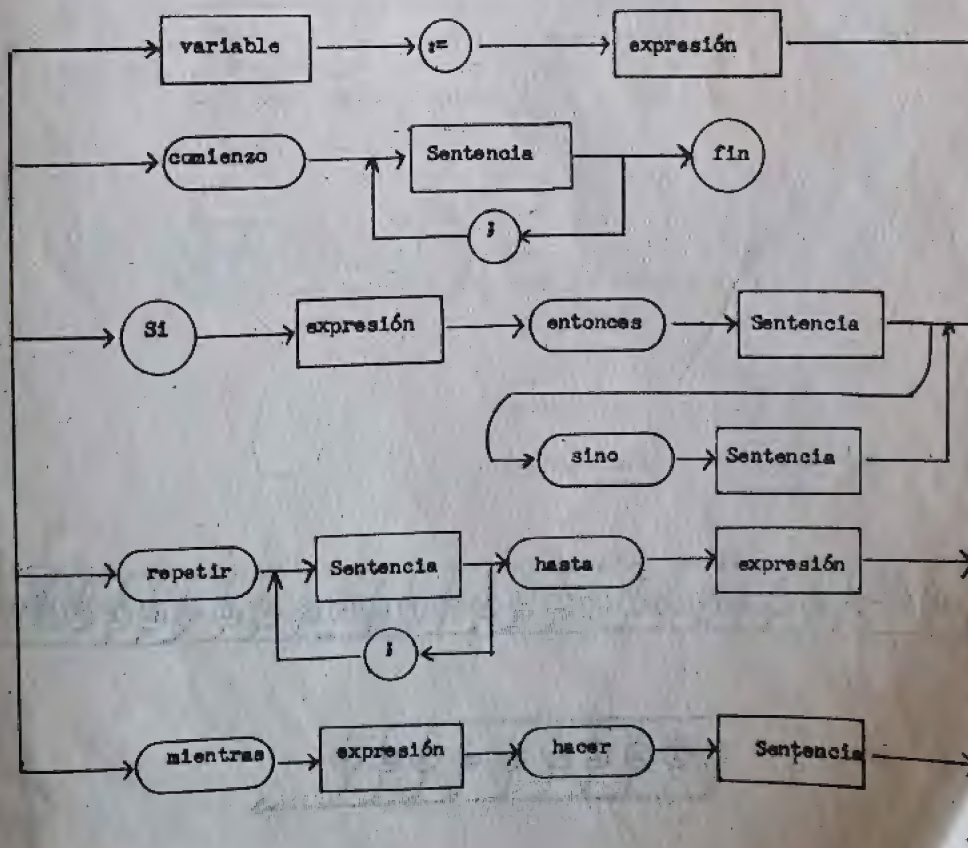 variable := expresión
comienzo Sentencia fin
;
Si expresión entonces Sentencia
sino Sentencia
repetir Sentencia hasta expresión
;
mientras expresión hacer Sentencia